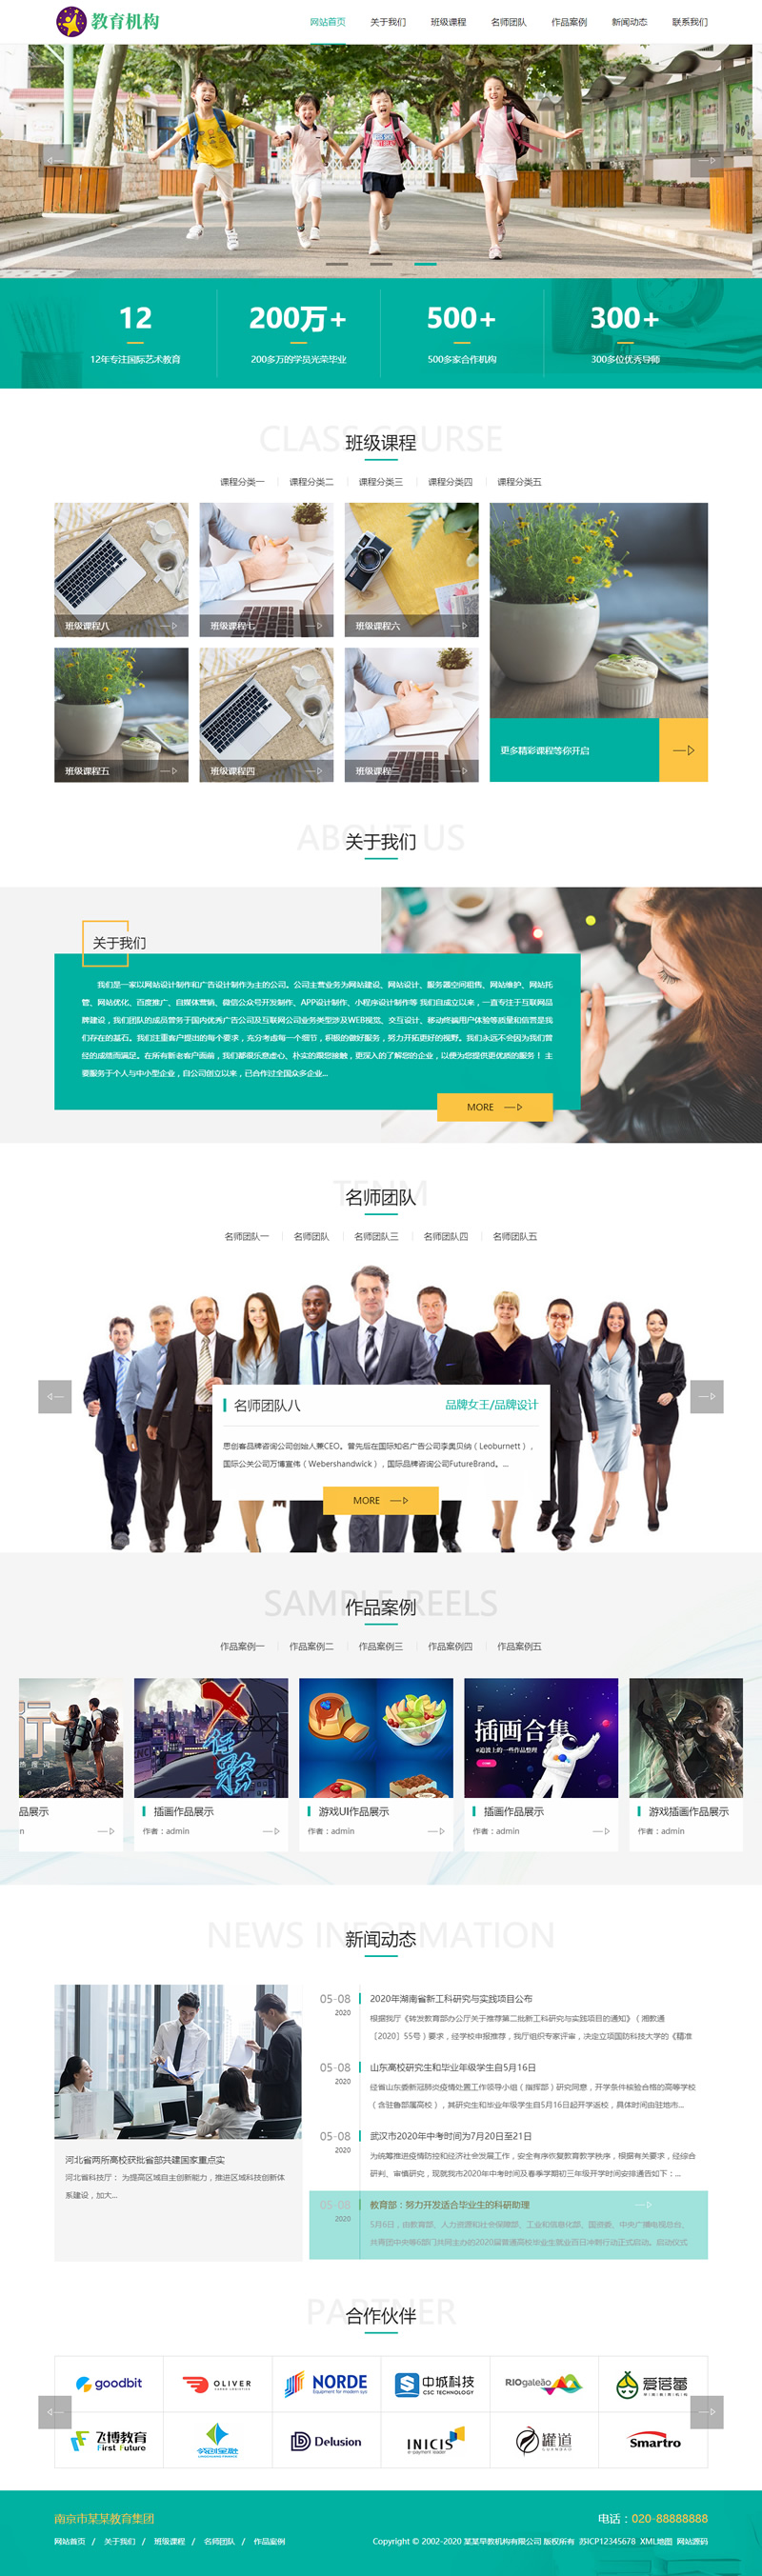 教育机构
网站首页 关于我们 班级课程 名师团队 作品案例 新闻动态 联系我们
12 200万+ 500+ 300+
12年专注国际艺术教育 200多万的学员光荣毕业 500多家合作机构 300多位优秀导师
CLASS COURSE
班级课程
课程分类一 课程分类二 课程分类三 课程分类四 课程分类五
班级课程八 班级课程七 班级课程六
班级课程五 班级课程四 班级课程三
更多精彩课程等你开启
ABOUT US
关于我们
关于我们
我们是一家以网站设计制作和广告设计制作为主的公司。公司主营业务为网站建设、网站设计、服务器空间租售、网站维护、网站托
管、网站优化、百度推广、自媒体营销、微信公众号开发制作、APP设计制作、小程序设计制作等 我们自成立以来，一直专注于互联网品
牌建设，我们团队的成员曾务于国内优秀广告公司及互联网公司业务类型涉及WEB视觉、交互设计、移动终端用户体验等质量和信誉是我
们存在的基石。我们注重客户提出的每个要求，充分考虑每一个细节，积极的做好服务，努力开拓更好的视野。我们永远不会因为我们曾
经的成绩而满足。在所有新老客户面前，我们都很乐意虚心、朴实的跟您接触，更深入的了解您的企业，以便为您提供更优质的服务！ 主
要服务于个人与中小型企业，自公司创立以来，已合作过全国众多企业...
MORE
TENM
名师团队
名师团队一 名师团队 名师团队三 名师团队四 名师团队五
名师团队八 品牌女王/品牌设计
思创客品牌咨询公司创始人兼CEO。曾先后在国际知名广告公司李奥贝纳（Leoburnett），
国际公关公司万博宣伟（Webershandwick），国际品牌咨询公司FutureBrand。...
MORE
SAMPLE REELS
作品案例
作品案例一 作品案例二 作品案例三 作品案例四 作品案例五
行
插画合集
品展示 插画作品展示 游戏UI作品展示 插画作品展示 游戏插画作品展示
n 作者：admin 作者：admin 作者：admin 作者：admin
NEWS INFORMATION
新闻动态
05-08 2020年湖南省新工科研究与实践项目公布
2020 根据我厅《转发教育部办公厅关于推荐第二批新工科研究与实践项目的通知》（湘教通
〔2020〕55号）要求，经学校申报推荐，我厅组织专家评审，决定立项国防科技大学的《精准
05-08 山东高校研究生和毕业年级学生自5月16日
2020 经省山东委新冠肺炎疫情处置工作领导小组（指挥部）研究同意，开学条件核验合格的高等学校
（含驻鲁部属高校），其研究生和毕业年级学生自5月16日起开学返校，具体时间由驻地市...
05-08 武汉市2020年中考时间为7月20日至21日
2020 为统筹推进疫情防控和经济社会发展工作，安全有序恢复教育教学秩序，根据有关要求，经综合
研判、审慎研究，现就我市2020年中考时间及春季学期初三年级开学时间安排通告如下：...
河北省两所高校获批省部共建国家重点实
河北省科技厅： 为提高区域自主创新能力，推进区域科技创新体
系建设，加大...
05-08 教育部：努力开发适合毕业生的科研助理
2020 5月6日，由教育部、人力资源和社会保障部、工业和信息化部、国资委、中央广播电视总台、
共青团中央等6部门共同主办的2020届普通高校毕业生就业百日冲刺行动正式启动。启动仪式
PARTNER
合作伙伴
goodbit OLIVER NORDE 中城科技 CSC TECHNOLOGY RIOgaleão 爱若蕃
飞博教育 First Future Delusion INICIS e-payment leader 罐道 GUANDAO Smartro
南京市某某教育集团 电话：020-88888888
网站首页 / 关于我们 / 班级课程 / 名师团队 / 作品案例 Copyright © 2002-2020 某某早教机构有限公司 版权所有 苏ICP12345678 XML地图 网站源码